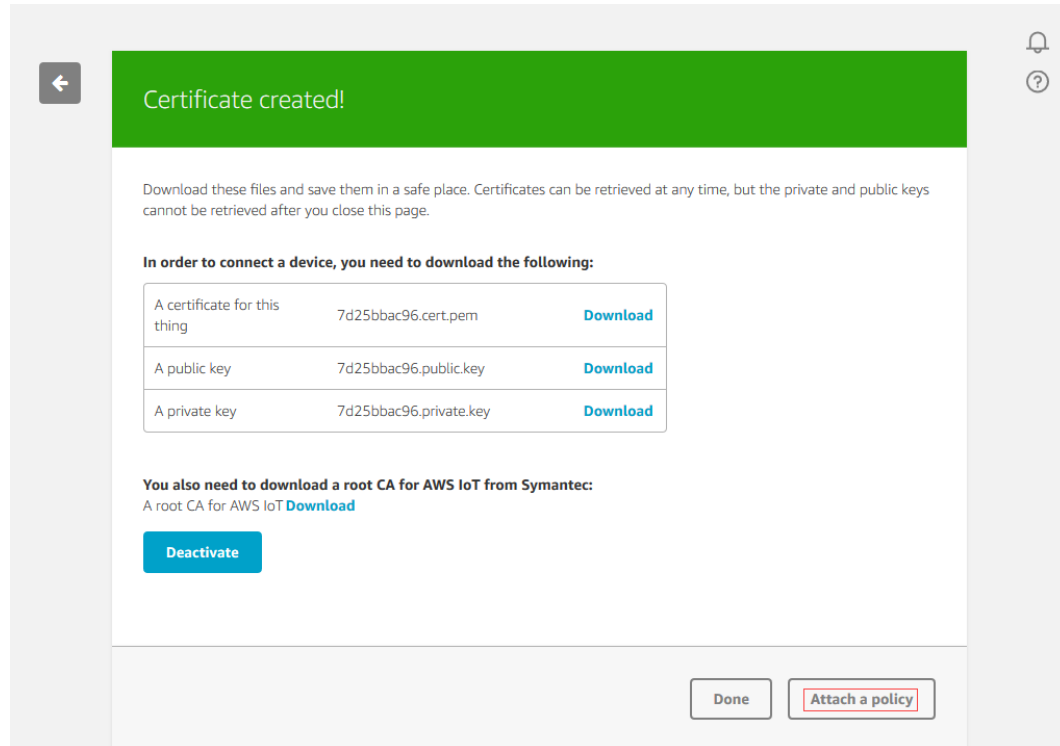 Certificate created!
Download these files and save them in a safe place. Certificates can be retrieved at any time, but the private and public keys
cannot be retrieved after you close this page.
In order to connect a device, you need to download the following:
A certificate for this
thing
7d25bbac96.cert.pem
Download
A public key
7d25bbac96.public.key
Download
A private key
7d25bbac96.private.key
Download
You also need to download a root CA for AWS IoT from Symantec:
A root CA for AWS IoT Download
Deactivate
Done
Attach a policy